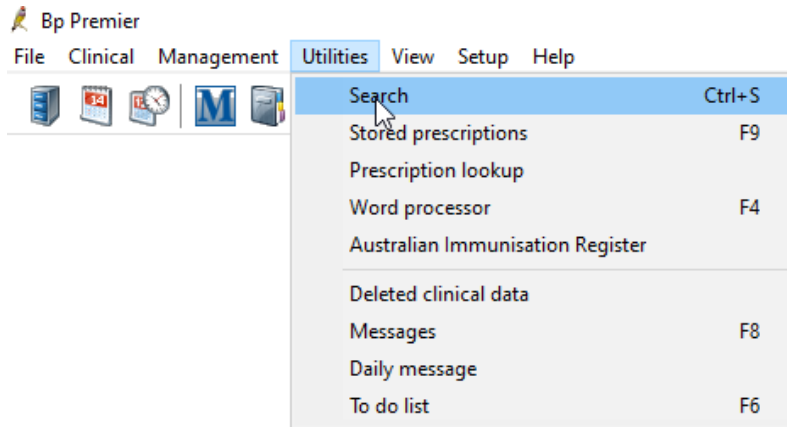 Bp Premier
File Clinical Management Utilities View Setup Help
14 M
Search Ctrl+S
Stored prescriptions F9
Prescription lookup
Word processor F4
Australian Immunisation Register
Deleted clinical data
Messages F8
Daily message
To do list F6